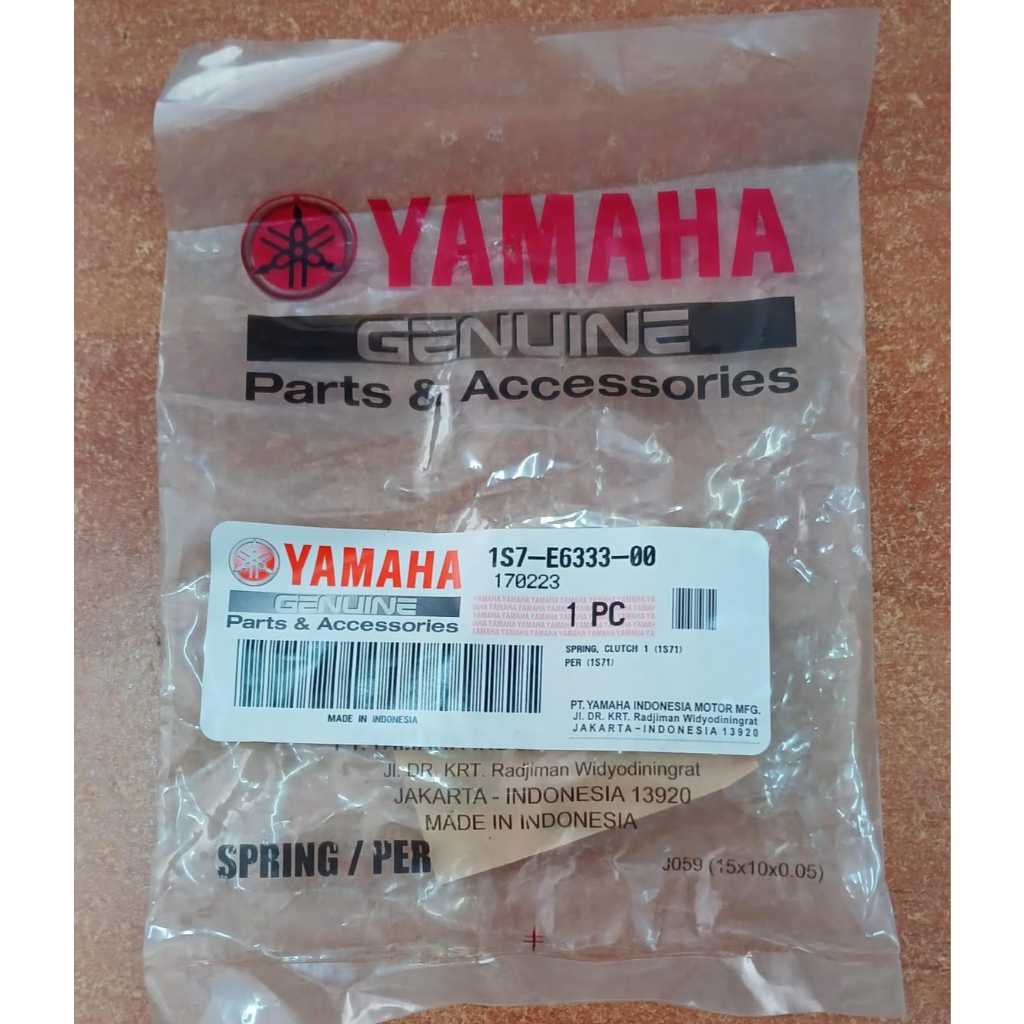 YAMAHA
GENUINE
Parts & Accessories
YAMAHA
GENUINE
Parts & Accessories
1S7-E6333-00
170223
1 PC
SPRING, CLUTCH 1 (1S71)
PER (1S71)
MADE IN INDONESIA
PT. YAMAHA INDONESIA MOTOR MFG.
Jl. DR. KRT. Radjiman Widyodiningrat
JAKARTA-INDONESIA 13920
Jl. DR. KRT. Radjiman Widyodiningrat
JAKARTA - INDONESIA 13920
MADE IN INDONESIA
SPRING / PER
J059 (15x10x0.05)